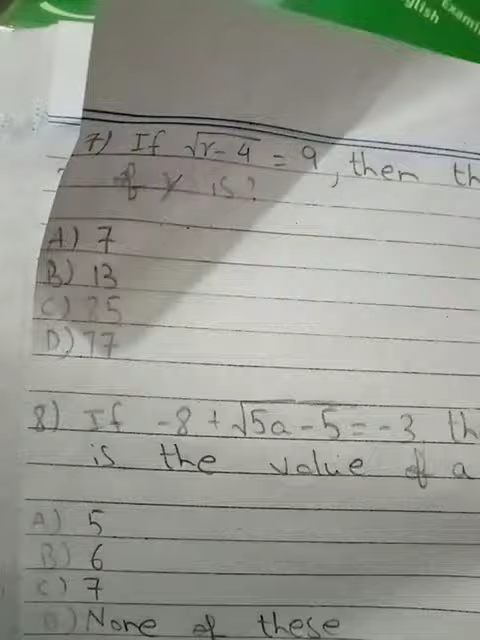 glish
Exami
7) If √r-4 = 9, then th
of r is?
A) 7
B) 13
C) 25
D) 77
8) If -8 + √5a-5 = -3 th
is the value of a
A) 5
B) 6
C) 7
D) None of these